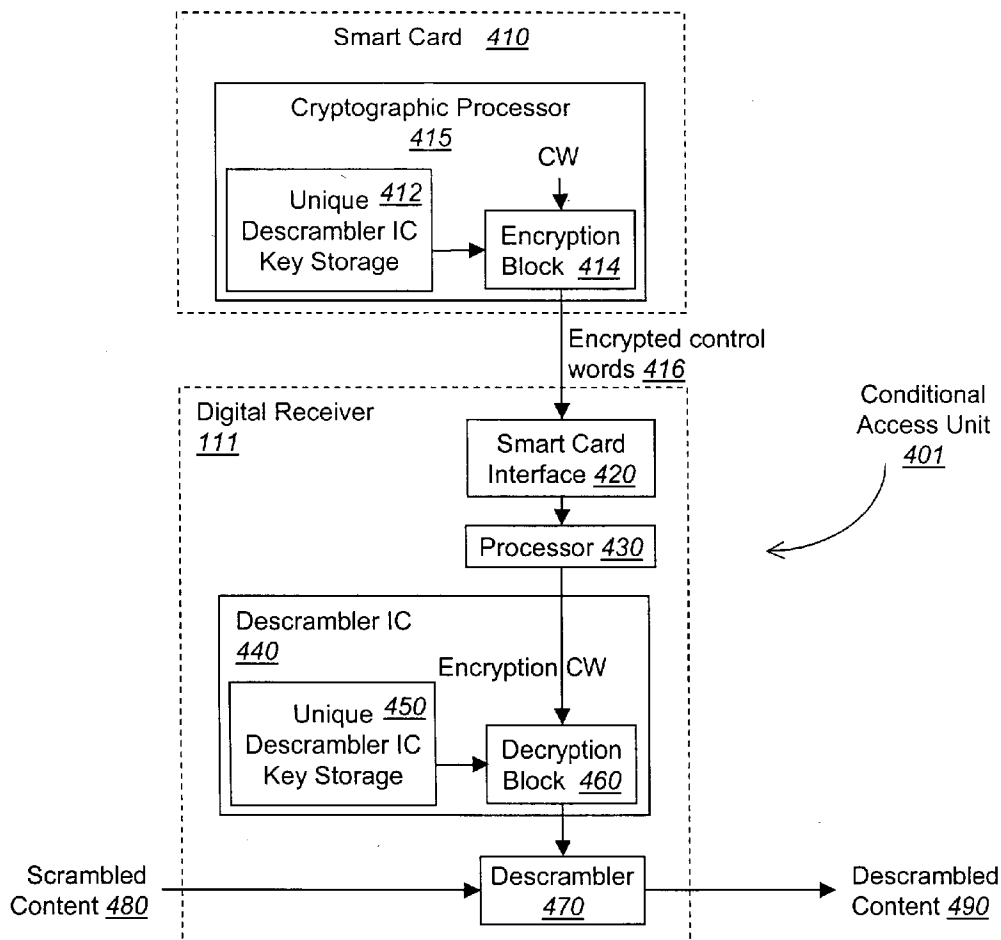 Smart Card 410
Cryptographic Processor
415
CW
Unique 412
Descrambler IC
Key Storage
Encryption
Block 414
Encrypted control
words 416
Digital Receiver
111
Conditional
Access Unit
401
Smart Card
Interface 420
Processor 430
Descrambler IC
440
Encryption CW
Unique 450
Descrambler IC
Key Storage
Decryption
Block 460
Scrambled
Content 480
Descrambler
470
Descrambled
Content 490